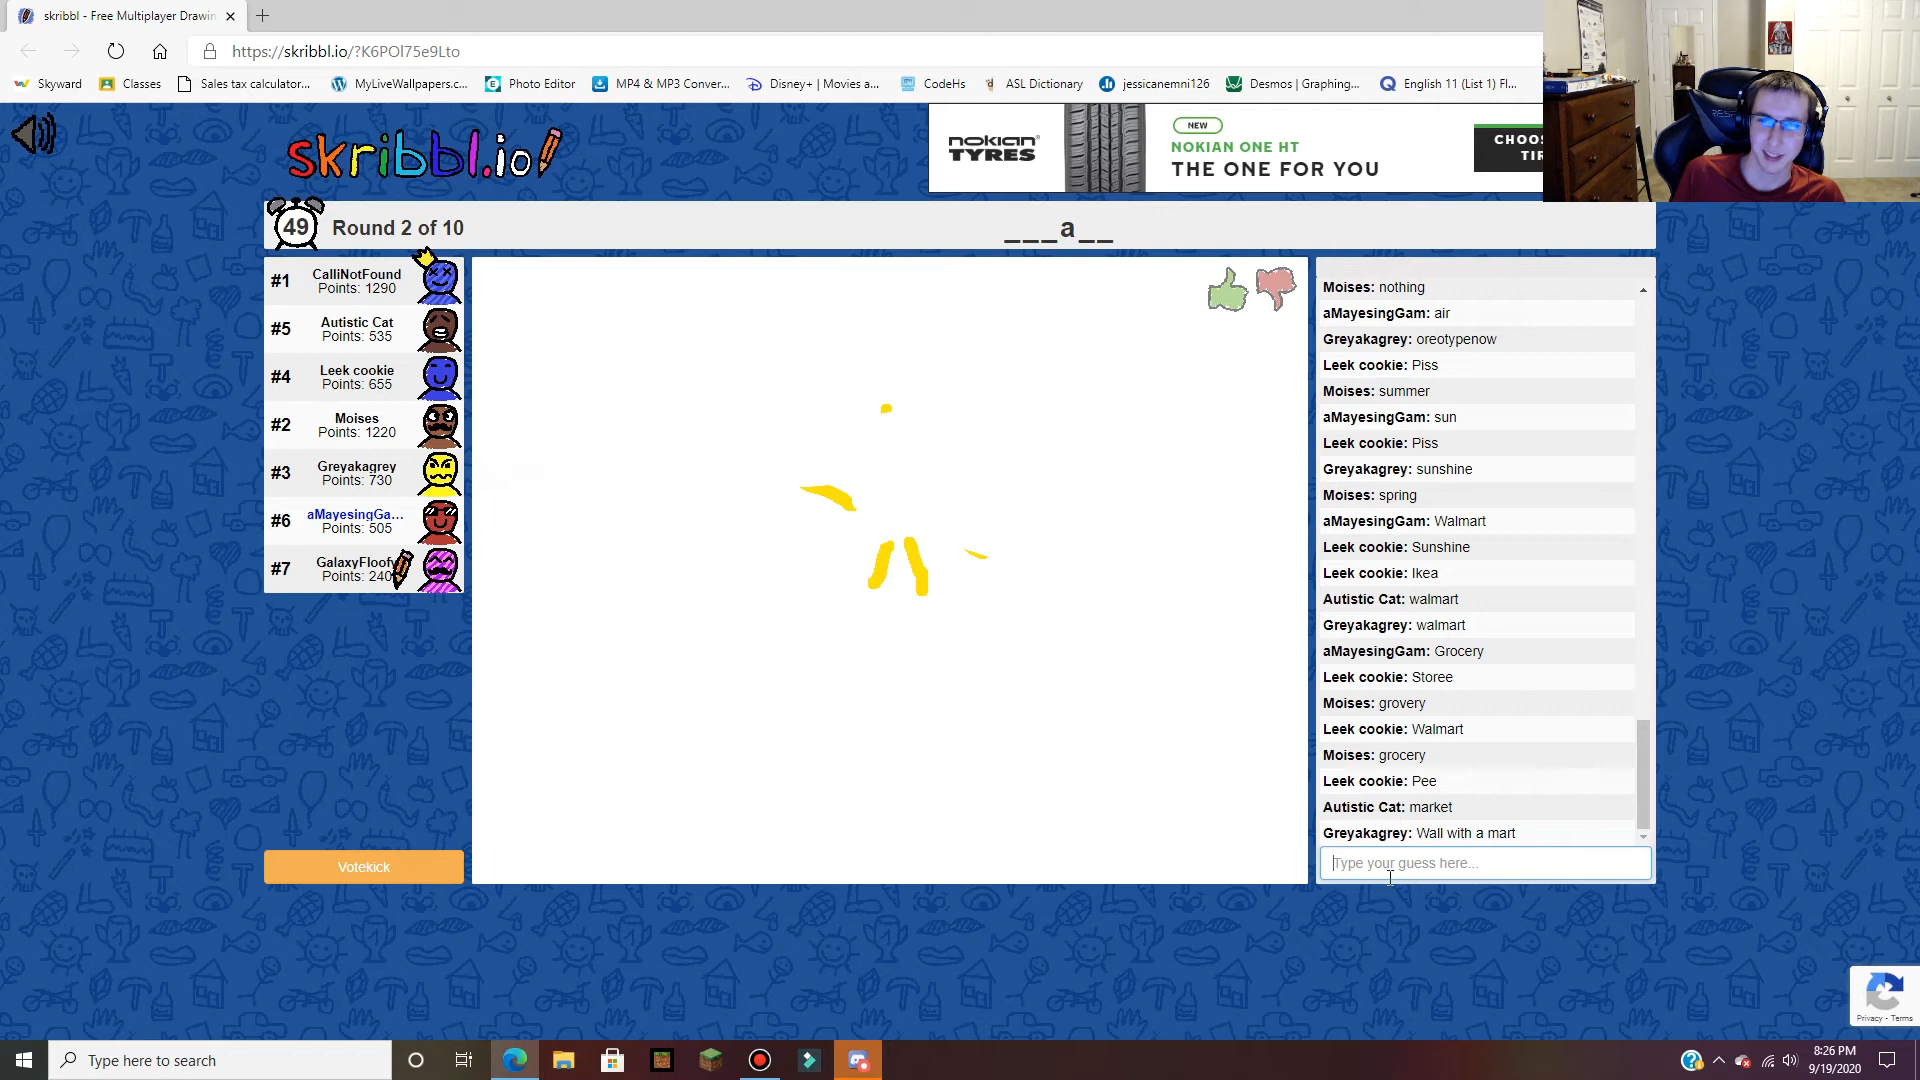 skribbl - Free Multiplayer Drawin
https://skribbl.io/?K6POl75e9Lto
Skyward
Classes
Sales tax calculator...
MyLiveWallpapers.c...
Photo Editor
MP4 & MP3 Conver...
Disney+ | Movies a...
CodeHs
ASL Dictionary
jessicanemni126
Desmos | Graphing...
English 11 (List 1) Fl...
skribbl.io
nokian TYRES
NEW
NOKIAN ONE HT
THE ONE FOR YOU
CHOOS
TIR
49
Round 2 of 10
___a__
#1
CalliNotFound
Points: 1290
#5
Autistic Cat
Points: 535
#4
Leek cookie
Points: 655
#2
Moises
Points: 1220
#3
Greyakagrey
Points: 730
#6
aMayesingGa...
Points: 505
#7
GalaxyFloofy
Points: 240
Votekick
Moises: nothing
aMayesingGam: air
Greyakagrey: oreotypenow
Leek cookie: Piss
Moises: summer
aMayesingGam: sun
Leek cookie: Piss
Greyakagrey: sunshine
Moises: spring
aMayesingGam: Walmart
Leek cookie: Sunshine
Leek cookie: Ikea
Autistic Cat: walmart
Greyakagrey: walmart
aMayesingGam: Grocery
Leek cookie: Storee
Moises: grovery
Leek cookie: Walmart
Moises: grocery
Leek cookie: Pee
Autistic Cat: market
Greyakagrey: Wall with a mart
Type your guess here...
Privacy - Terms
Type here to search
8:26 PM
9/19/2020